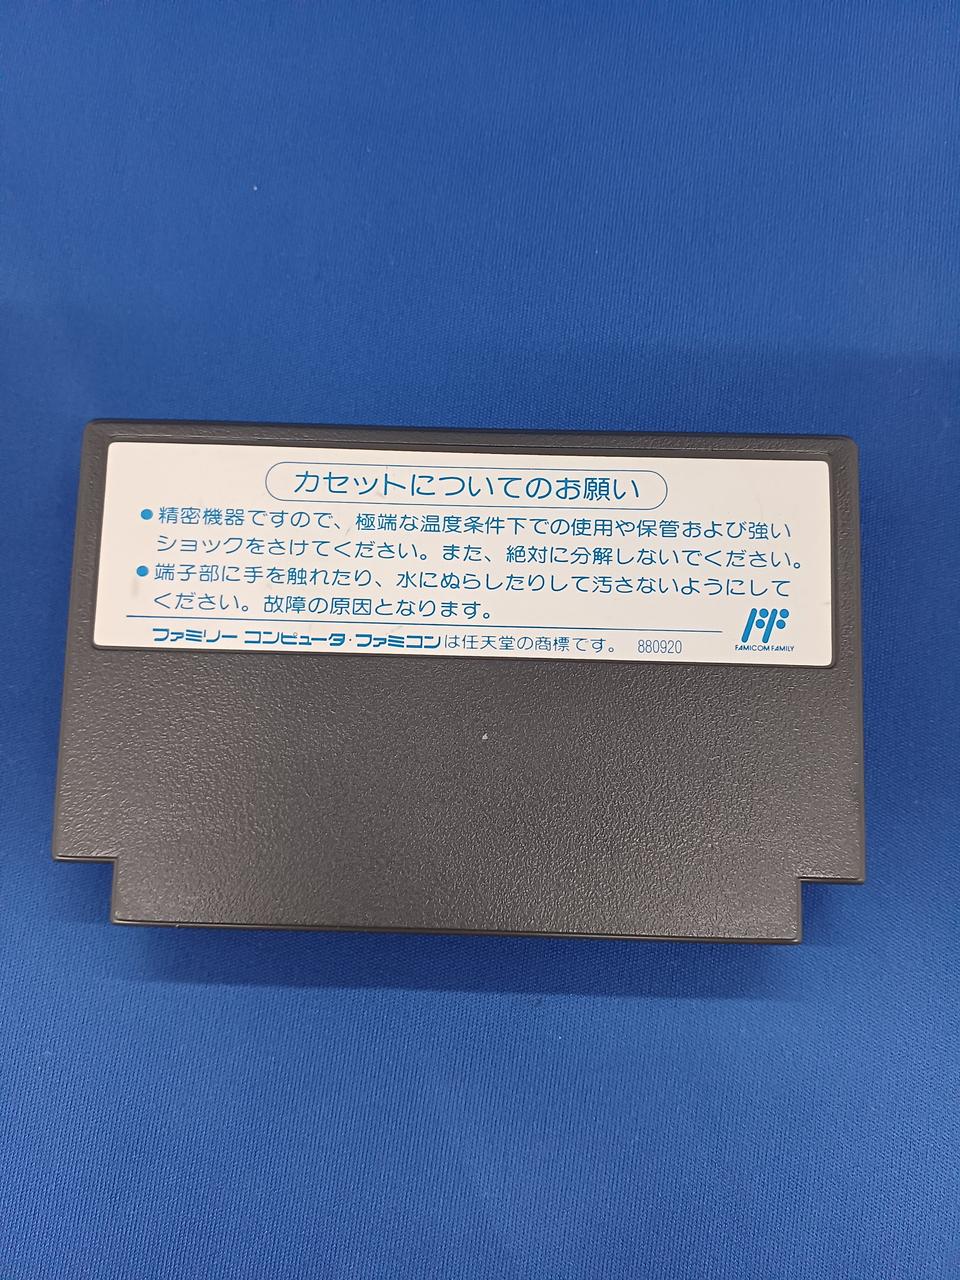 カセットについてのお願い
●精密機器ですので、極端な温度条件下での使用や保管および強い
ショックをさけてください。また、絶対に分解しないでください。
●端子部に手を触れたり、水にぬらしたりして汚さないようにして
ください。故障の原因となります。
ファミリー コンピュータ・ファミコンは任天堂の商標です。 880920
FAMICOM FAMILY